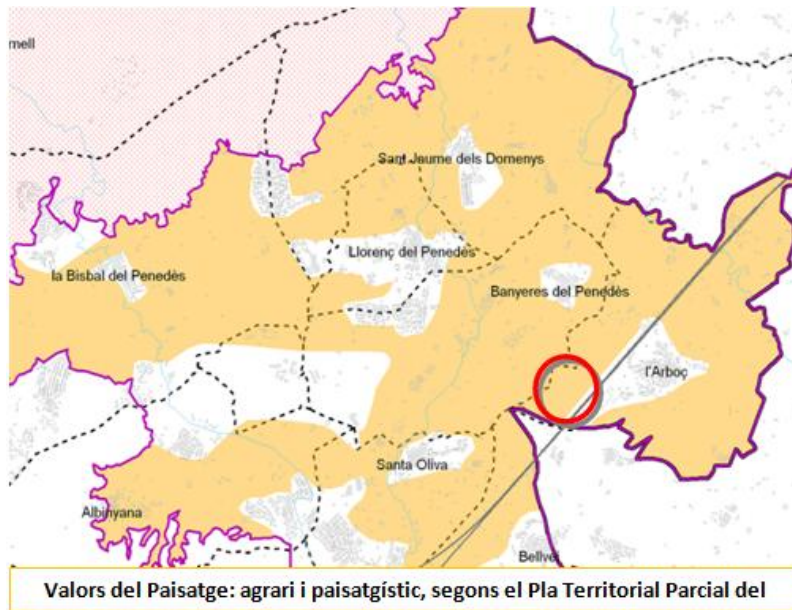 mell
Sant Jaume dels Domenys
Llorenç del Penedès
la Bisbal del Penedès
Banyeres del Penedès
l'Arboç
Santa Oliva
Albinyana
Bellvei
Valors del Paisatge: agrari i paisatgístic, segons el Pla Territorial Parcial del